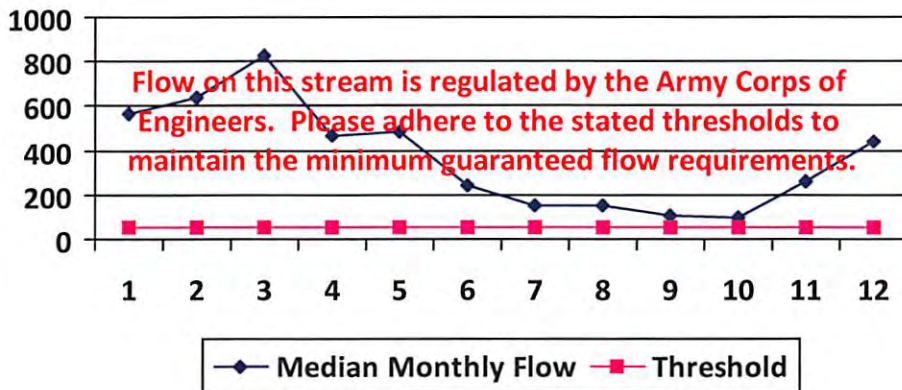 1000
800
600
400
200
0
Flow on this stream is regulated by the Army Corps of
Engineers. Please adhere to the stated thresholds to
maintain the minimum guaranteed flow requirements.
1 2 3 4 5 6 7 8 9 10 11 12
Median Monthly Flow Threshold